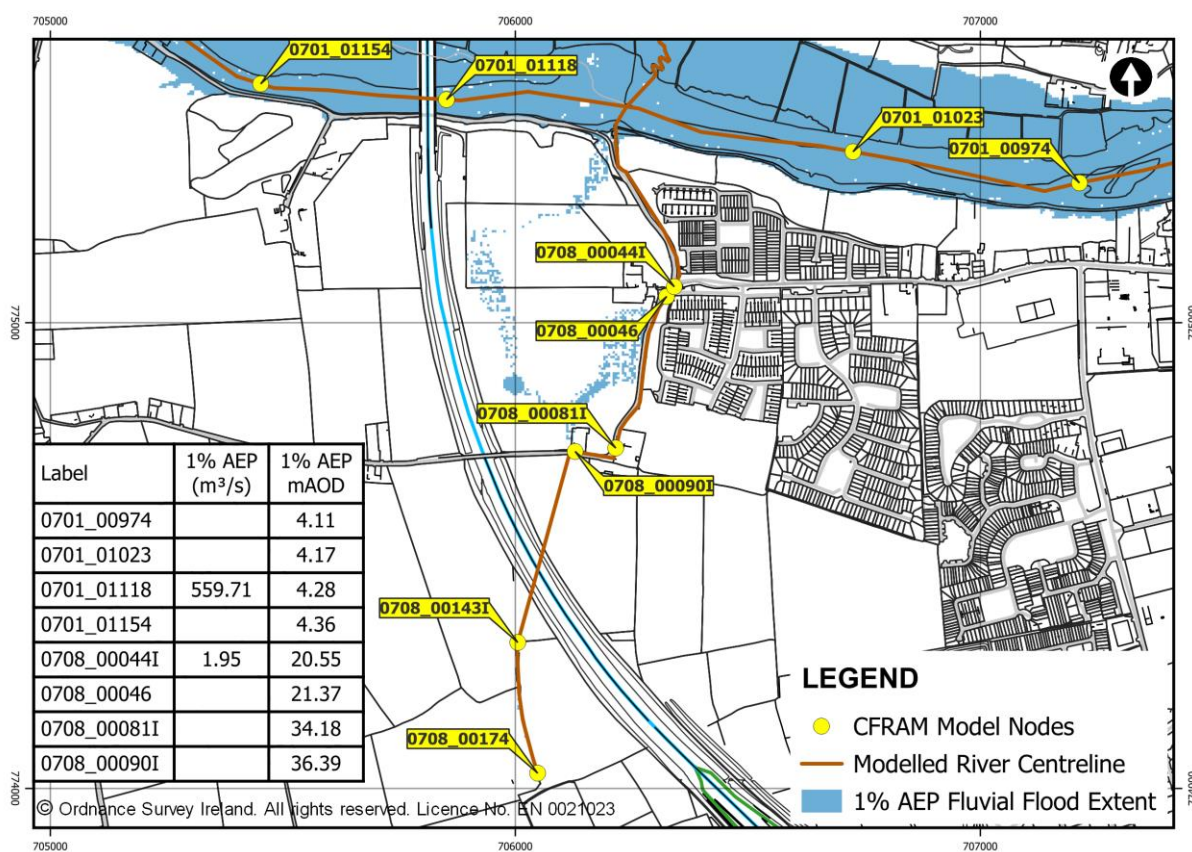 705000 706000 707000
0701_01154
0701_01118
0701_01023
0701_00974
0708_00044I
775000 775000
0708_00046
0708_00081I
0708_00090I
0708_00143I
0708_00174
Label 1% AEP (m³/s) 1% AEP mAOD
0701_00974 4.11
0701_01023 4.17
0701_01118 559.71 4.28
0701_01154 4.36
0708_00044I 1.95 20.55
0708_00046 21.37
0708_00081I 34.18
0708_00090I 36.39
LEGEND
CFRAM Model Nodes
Modelled River Centreline
1% AEP Fluvial Flood Extent
774000 774000
© Ordnance Survey Ireland. All rights reserved. Licence No. EN 0021023
705000 706000 707000